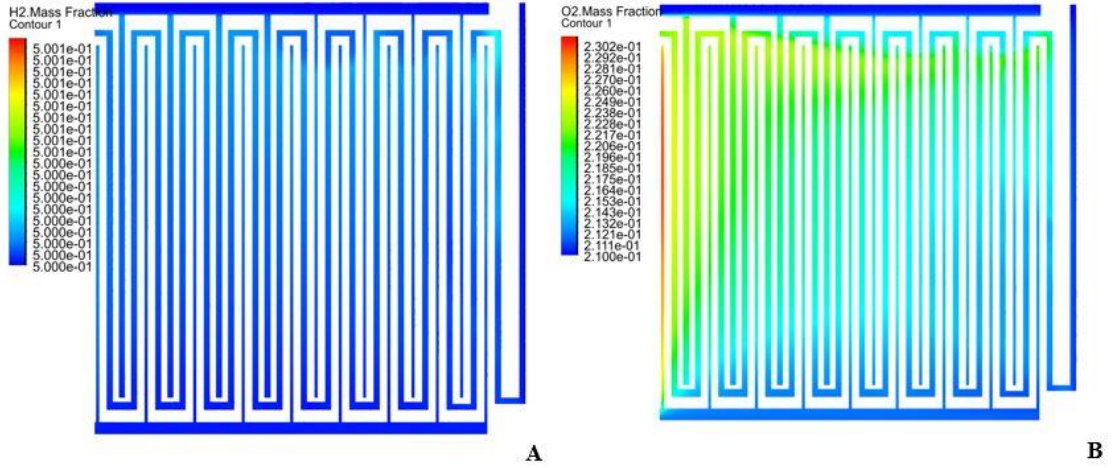 H2.Mass Fraction
Contour 1
5.001e-01
5.001e-01
5.001e-01
5.001e-01
5.001e-01
5.001e-01
5.001e-01
5.001e-01
5.001e-01
5.001e-01
5.000e-01
5.000e-01
5.000e-01
5.000e-01
5.000e-01
5.000e-01
5.000e-01
5.000e-01
5.000e-01
5.000e-01
A
O2.Mass Fraction
Contour 1
2.302e-01
2.292e-01
2.281e-01
2.270e-01
2.260e-01
2.249e-01
2.238e-01
2.228e-01
2.217e-01
2.206e-01
2.196e-01
2.185e-01
2.175e-01
2.164e-01
2.153e-01
2.143e-01
2.132e-01
2.121e-01
2.111e-01
2.100e-01
B